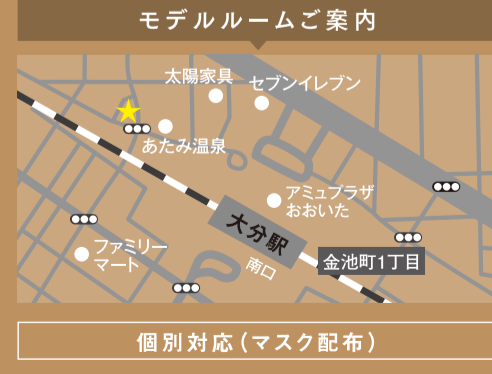 モデルルームご案内
太陽家具
セブンイレブン
あたみ温泉
アミュプラザ
おおいた
大分駅
南口
金池町1丁目
ファミリー
マート
個別対応(マスク配布)